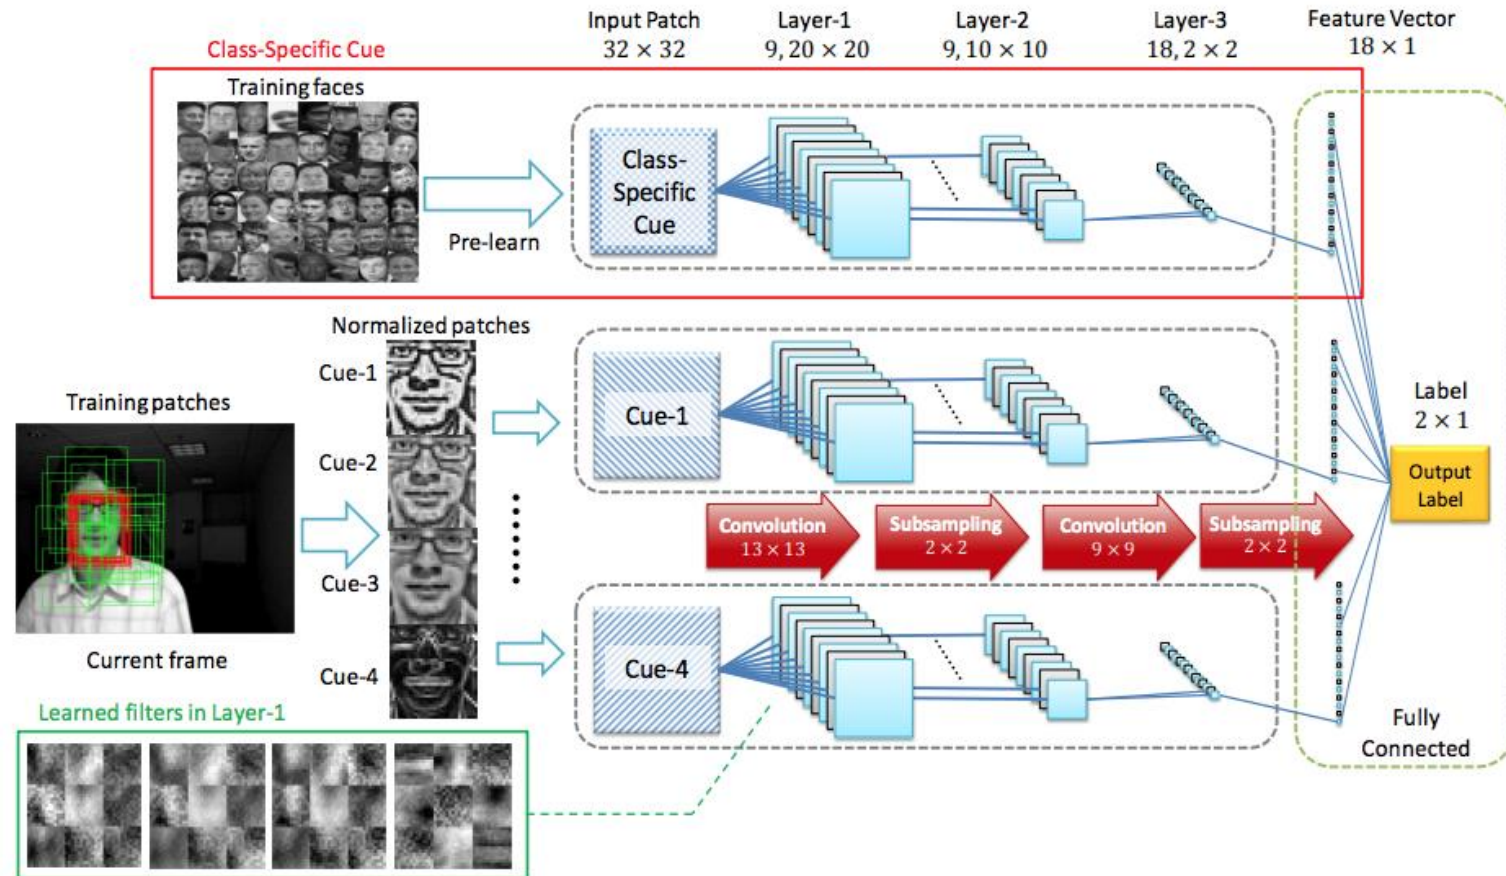 Input Patch
32 × 32
Layer-1
9, 20 × 20
Layer-2
9, 10 × 10
Layer-3
18, 2 × 2
Feature Vector
18 × 1
Class-Specific Cue
Training faces
Pre-learn
Class-
Specific
Cue
Normalized patches
Cue-1
Cue-2
Cue-3
Cue-4
Training patches
Current frame
Cue-1
Convolution
13 × 13
Subsampling
2 × 2
Convolution
9 × 9
Subsampling
2 × 2
Cue-4
Label
2 × 1
Output
Label
Fully
Connected
Learned filters in Layer-1